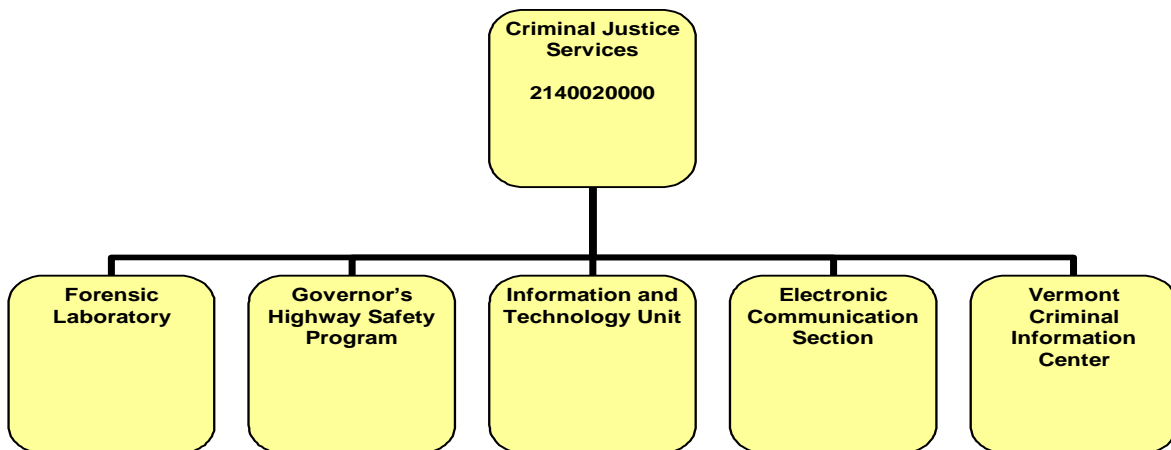 Criminal Justice
Services
2140020000
Forensic
Laboratory
Governor’s
Highway Safety
Program
Information and
Technology Unit
Electronic
Communication
Section
Vermont
Criminal
Information
Center